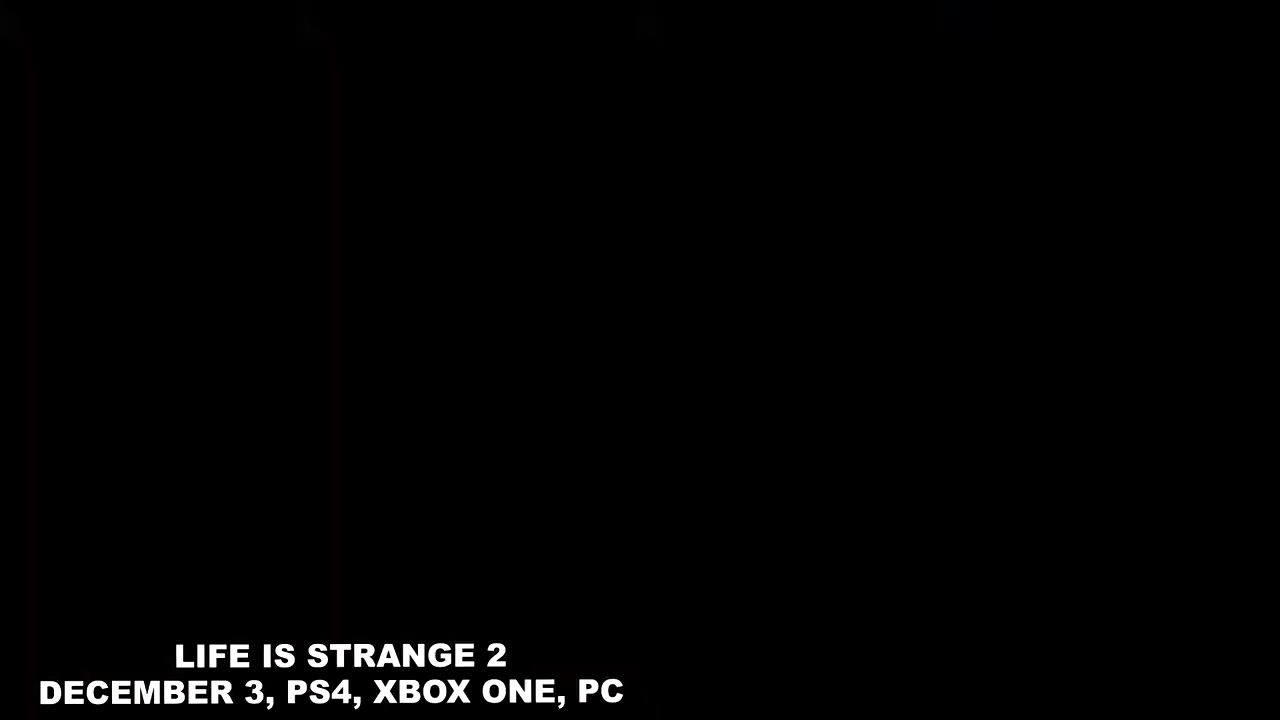 LIFE IS STRANGE 2
DECEMBER 3, PS4, XBOX ONE, PC